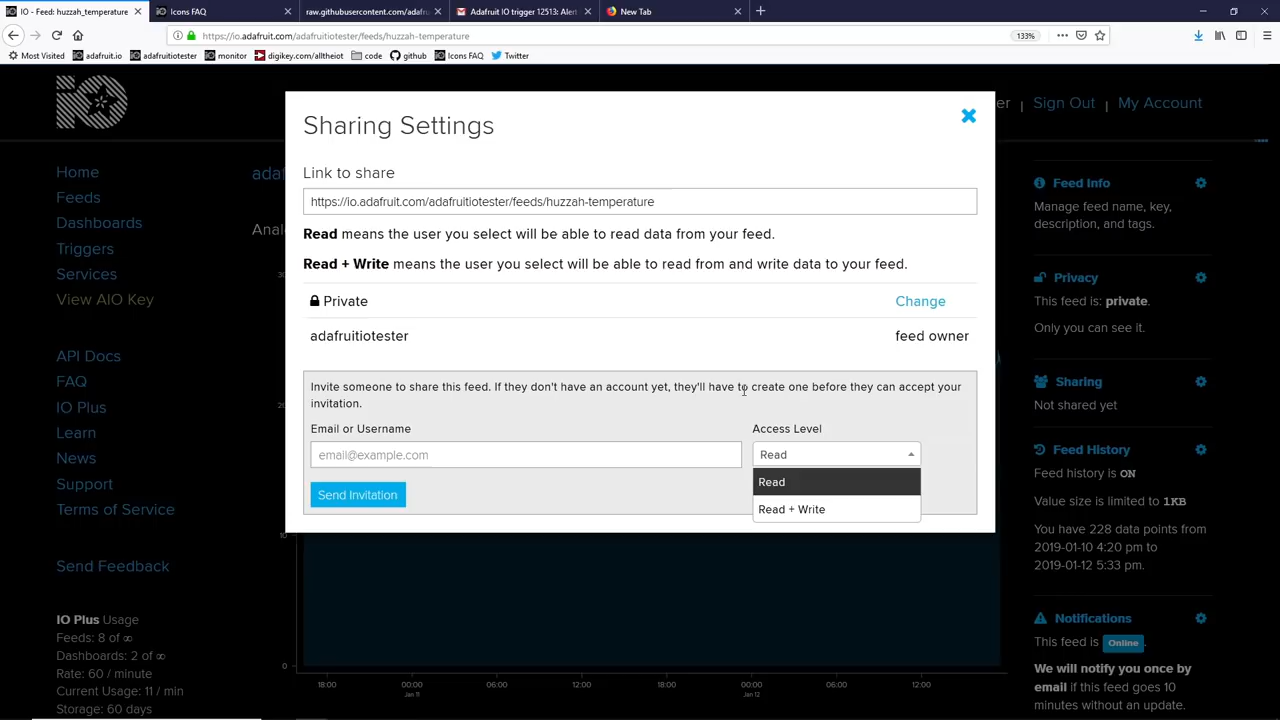 IO - Feed: huzzah_temperature
Icons FAQ
raw.githubusercontent.com/adafru
Adafruit IO trigger 12513: Alert
New Tab
https://io.adafruit.com/adafruitiotester/feeds/huzzah-temperature
133%
Most Visited
adafruit.io
adafruitiotester
monitor
digikey.com/alltheiot
code
github
Icons FAQ
Twitter
er | Sign Out | My Account
Home
Feeds
Dashboards
Triggers
Services
View AIO Key
API Docs
FAQ
IO Plus
Learn
News
Support
Terms of Service
Send Feedback
IO Plus Usage
Feeds: 8 of ∞
Dashboards: 2 of ∞
Rate: 60 / minute
Current Usage: 11 / min
Storage: 60 days
adaf
Anal
Sharing Settings
Link to share
https://io.adafruit.com/adafruitiotester/feeds/huzzah-temperature
Read means the user you select will be able to read data from your feed.
Read + Write means the user you select will be able to read from and write data to your feed.
Private Change
adafruitiotester feed owner
Invite someone to share this feed. If they don't have an account yet, they'll have to create one before they can accept your
invitation.
Email or Username
Access Level
email@example.com
Read
Read
Read + Write
Send Invitation
0
18:00
00:00
Jan 11
06:00
12:00
18:00
00:00
Jan 12
06:00
12:00
Feed Info
Manage feed name, key,
description, and tags.
Privacy
This feed is: private.
Only you can see it.
Sharing
Not shared yet
Feed History
Feed history is ON
Value size is limited to 1KB
You have 228 data points from
2019-01-10 4:20 pm to
2019-01-12 5:33 pm.
Notifications
This feed is Online.
We will notify you once by
email if this feed goes 10
minutes without an update.